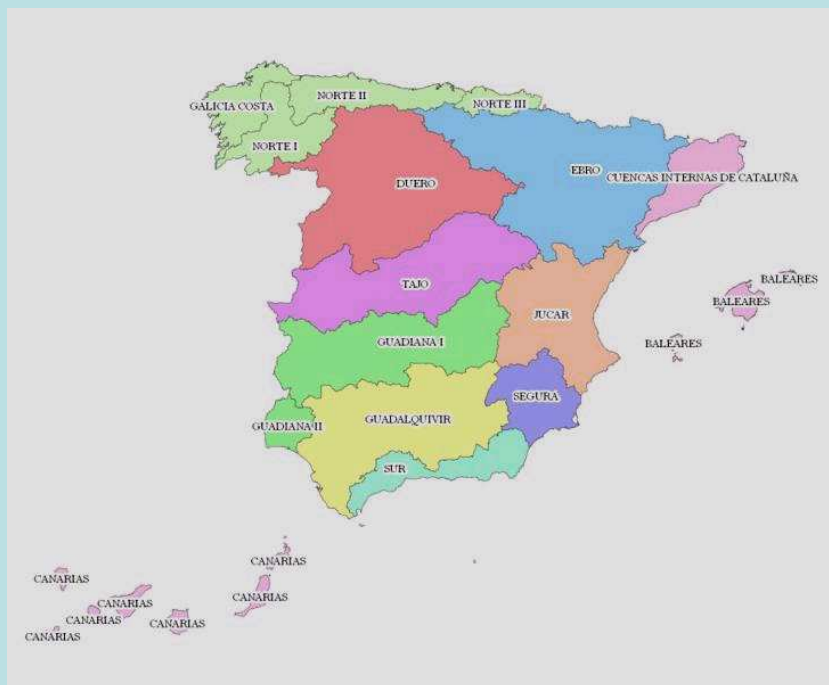 NORTE II
GALICIA COSTA
NORTE III
NORTE I
DUERO
EBRO
CUENCAS INTERNAS DE CATALUÑA
TAJO
BALEARES
BALEARES
JUCAR
GUADIANA I
BALEARES
SEGURA
GUADIANA II
GUADALQUIVIR
SUR
CANARIAS
CANARIAS
CANARIAS
CANARIAS
CANARIAS
CANARIAS
CANARIAS